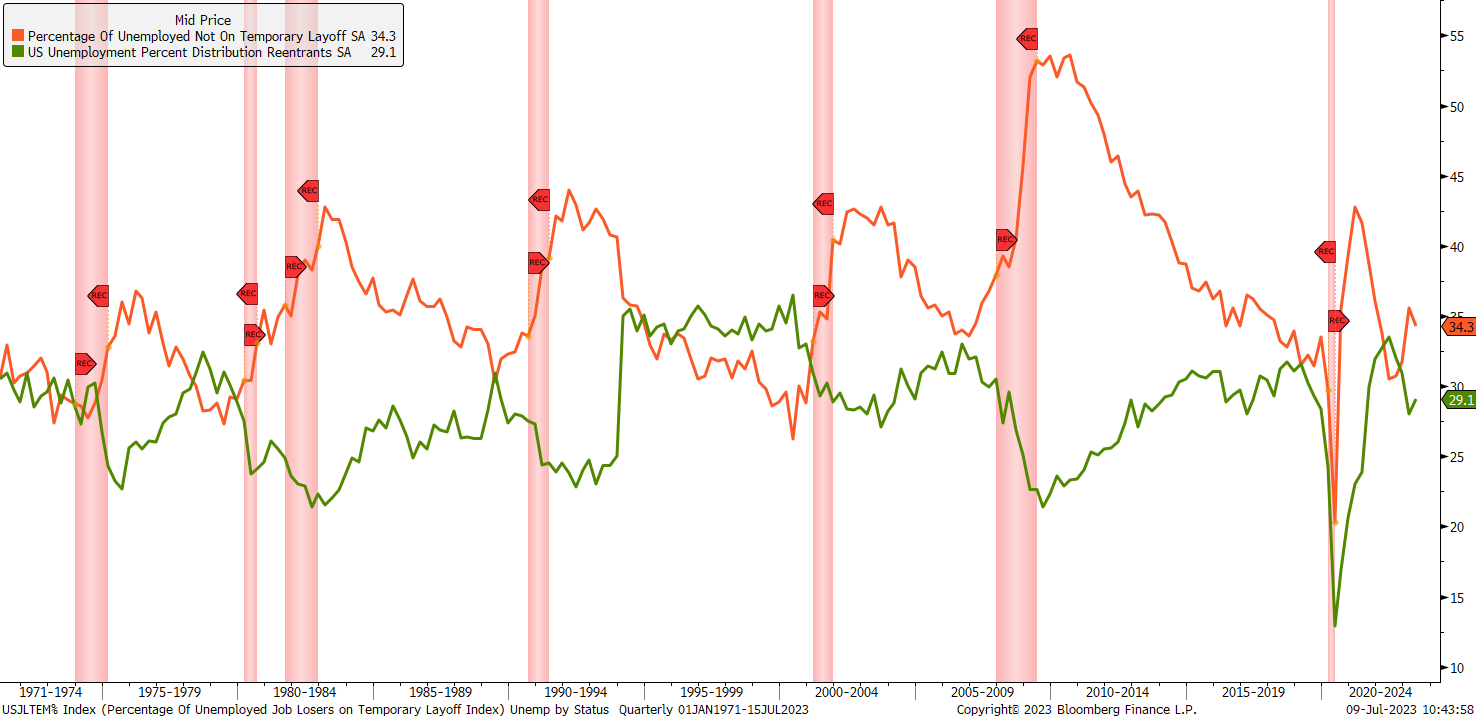 Mid Price
Percentage Of Unemployed Not On Temporary Layoff SA 34.3
US Unemployment Percent Distribution Reentrants SA 29.1
REC
REC
REC
REC
REC
REC
REC
REC
REC
REC
REC
REC
REC
REC
55
50
45
40
35
30
25
20
15
10
34.3
29.1
1971-1974
1975-1979
1980-1984
1985-1989
1990-1994
1995-1999
2000-2004
2005-2009
2010-2014
2015-2019
2020-2024
USJLTEM% Index (Percentage Of Unemployed Job Losers on Temporary Layoff Index) Unemp by Status Quarterly 01JAN1971-15JUL2023 Copyright© 2023 Bloomberg Finance L.P. 09-Jul-2023 10:43:58